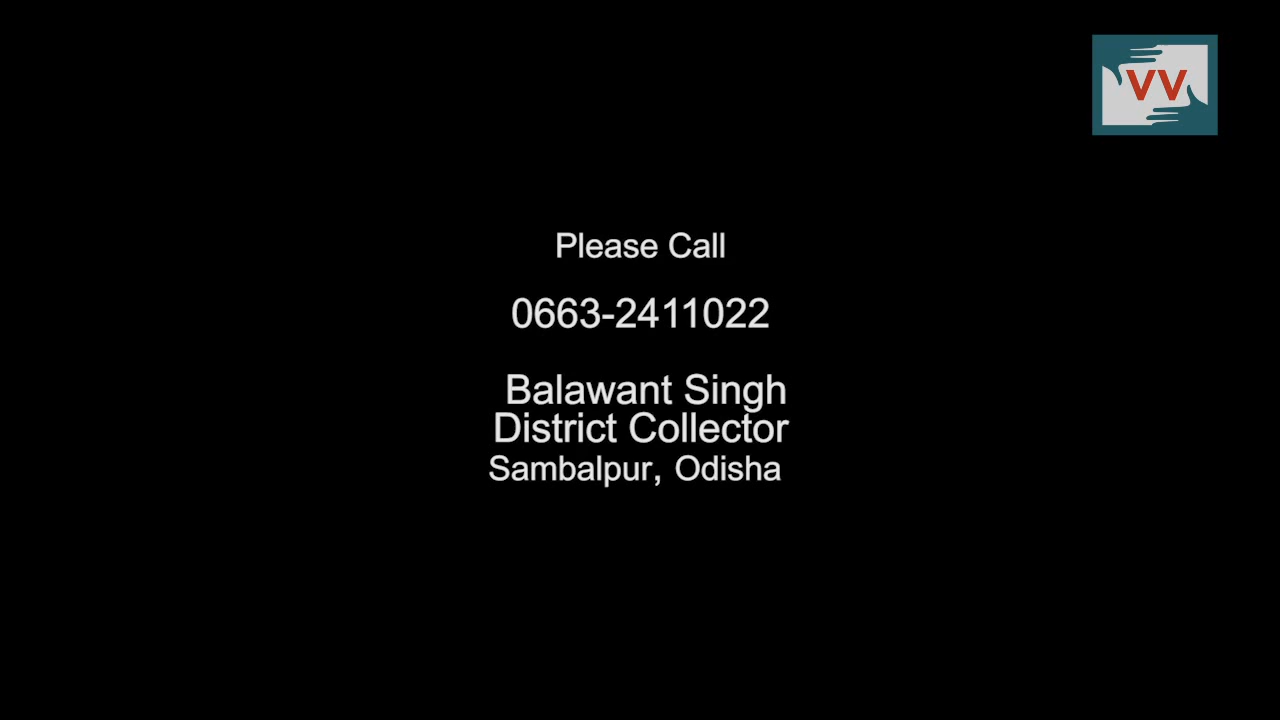 VV
Please Call
0663-2411022
Balawant Singh
District Collector
Sambalpur, Odisha